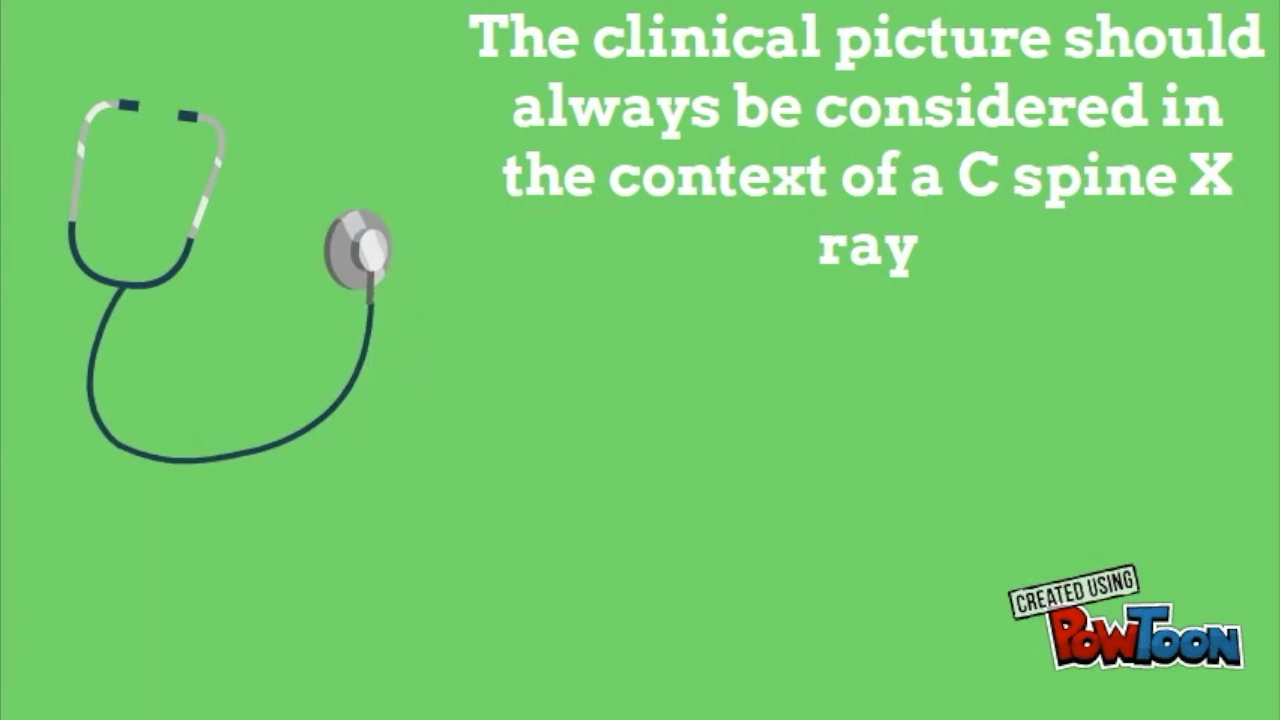 The clinical picture should
always be considered in
the context of a C spine X
ray
CREATED USING
POWTOON